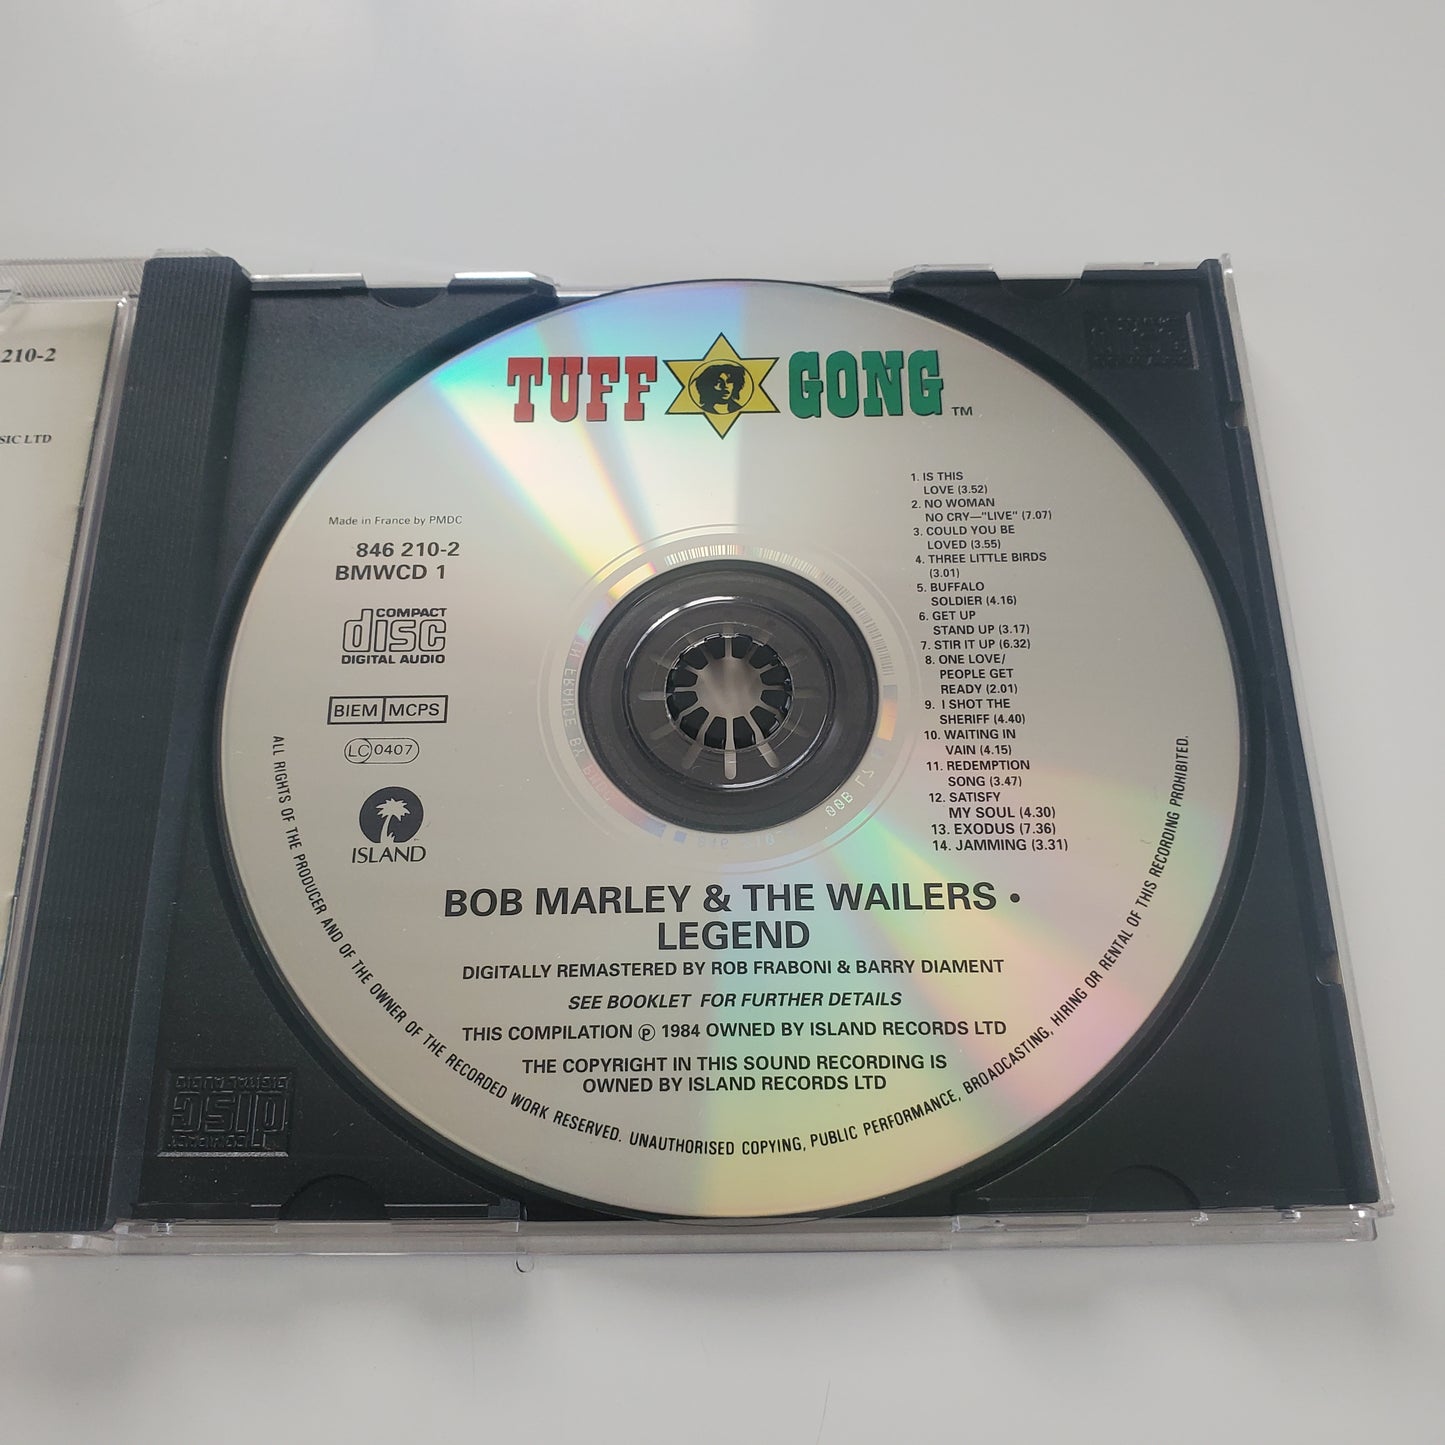 210-2
SIC LTD
TUFF GONG TM
Made in France by PMDC
846 210-2
BMWCD 1
COMPACT
disc
DIGITAL AUDIO
BIEM MCPS
LC 0407
ISLAND
1. IS THIS
LOVE (3.52)
2. NO WOMAN
NO CRY—"LIVE" (7.07)
3. COULD YOU BE
LOVED (3.55)
4. THREE LITTLE BIRDS
(3.01)
5. BUFFALO
SOLDIER (4.16)
6. GET UP
STAND UP (3.17)
7. STIR IT UP (6.32)
8. ONE LOVE/
PEOPLE GET
READY (2.01)
9. I SHOT THE
SHERIFF (4.40)
10. WAITING IN
VAIN (4.15)
11. REDEMPTION
SONG (3.47)
12. SATISFY
MY SOUL (4.30)
13. EXODUS (7.36)
14. JAMMING (3.31)
BOB MARLEY & THE WAILERS •
LEGEND
DIGITALLY REMASTERED BY ROB FRABONI & BARRY DIAMENT
SEE BOOKLET FOR FURTHER DETAILS
THIS COMPILATION ℗ 1984 OWNED BY ISLAND RECORDS LTD
THE COPYRIGHT IN THIS SOUND RECORDING IS
OWNED BY ISLAND RECORDS LTD
ALL RIGHTS OF THE PRODUCER AND OF THE OWNER OF THE RECORDED WORK RESERVED. UNAUTHORISED COPYING, PUBLIC PERFORMANCE, BROADCASTING, HIRING OR RENTAL OF THIS RECORDING PROHIBITED.
COMPACT
disc
DIGITAL AUDIO